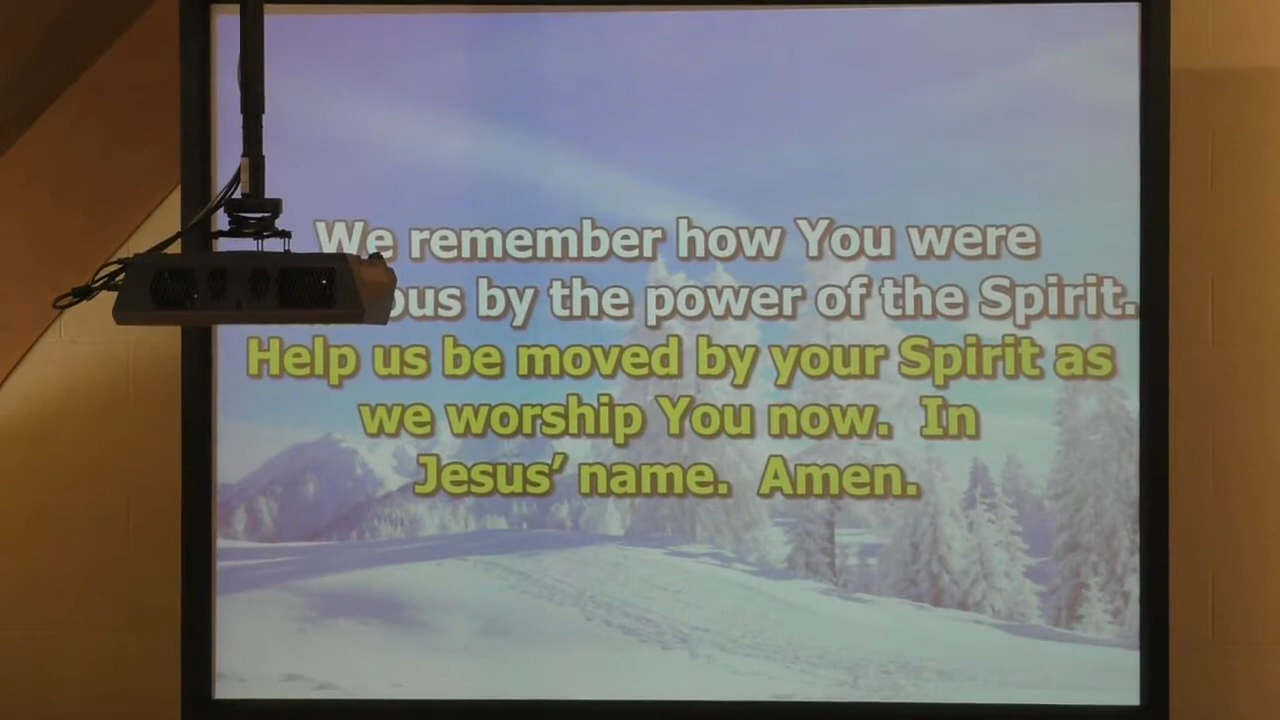 We remember how You were
by the power of the Spirit.
Help us be moved by your Spirit as
we worship You now. In
Jesus’ name. Amen.